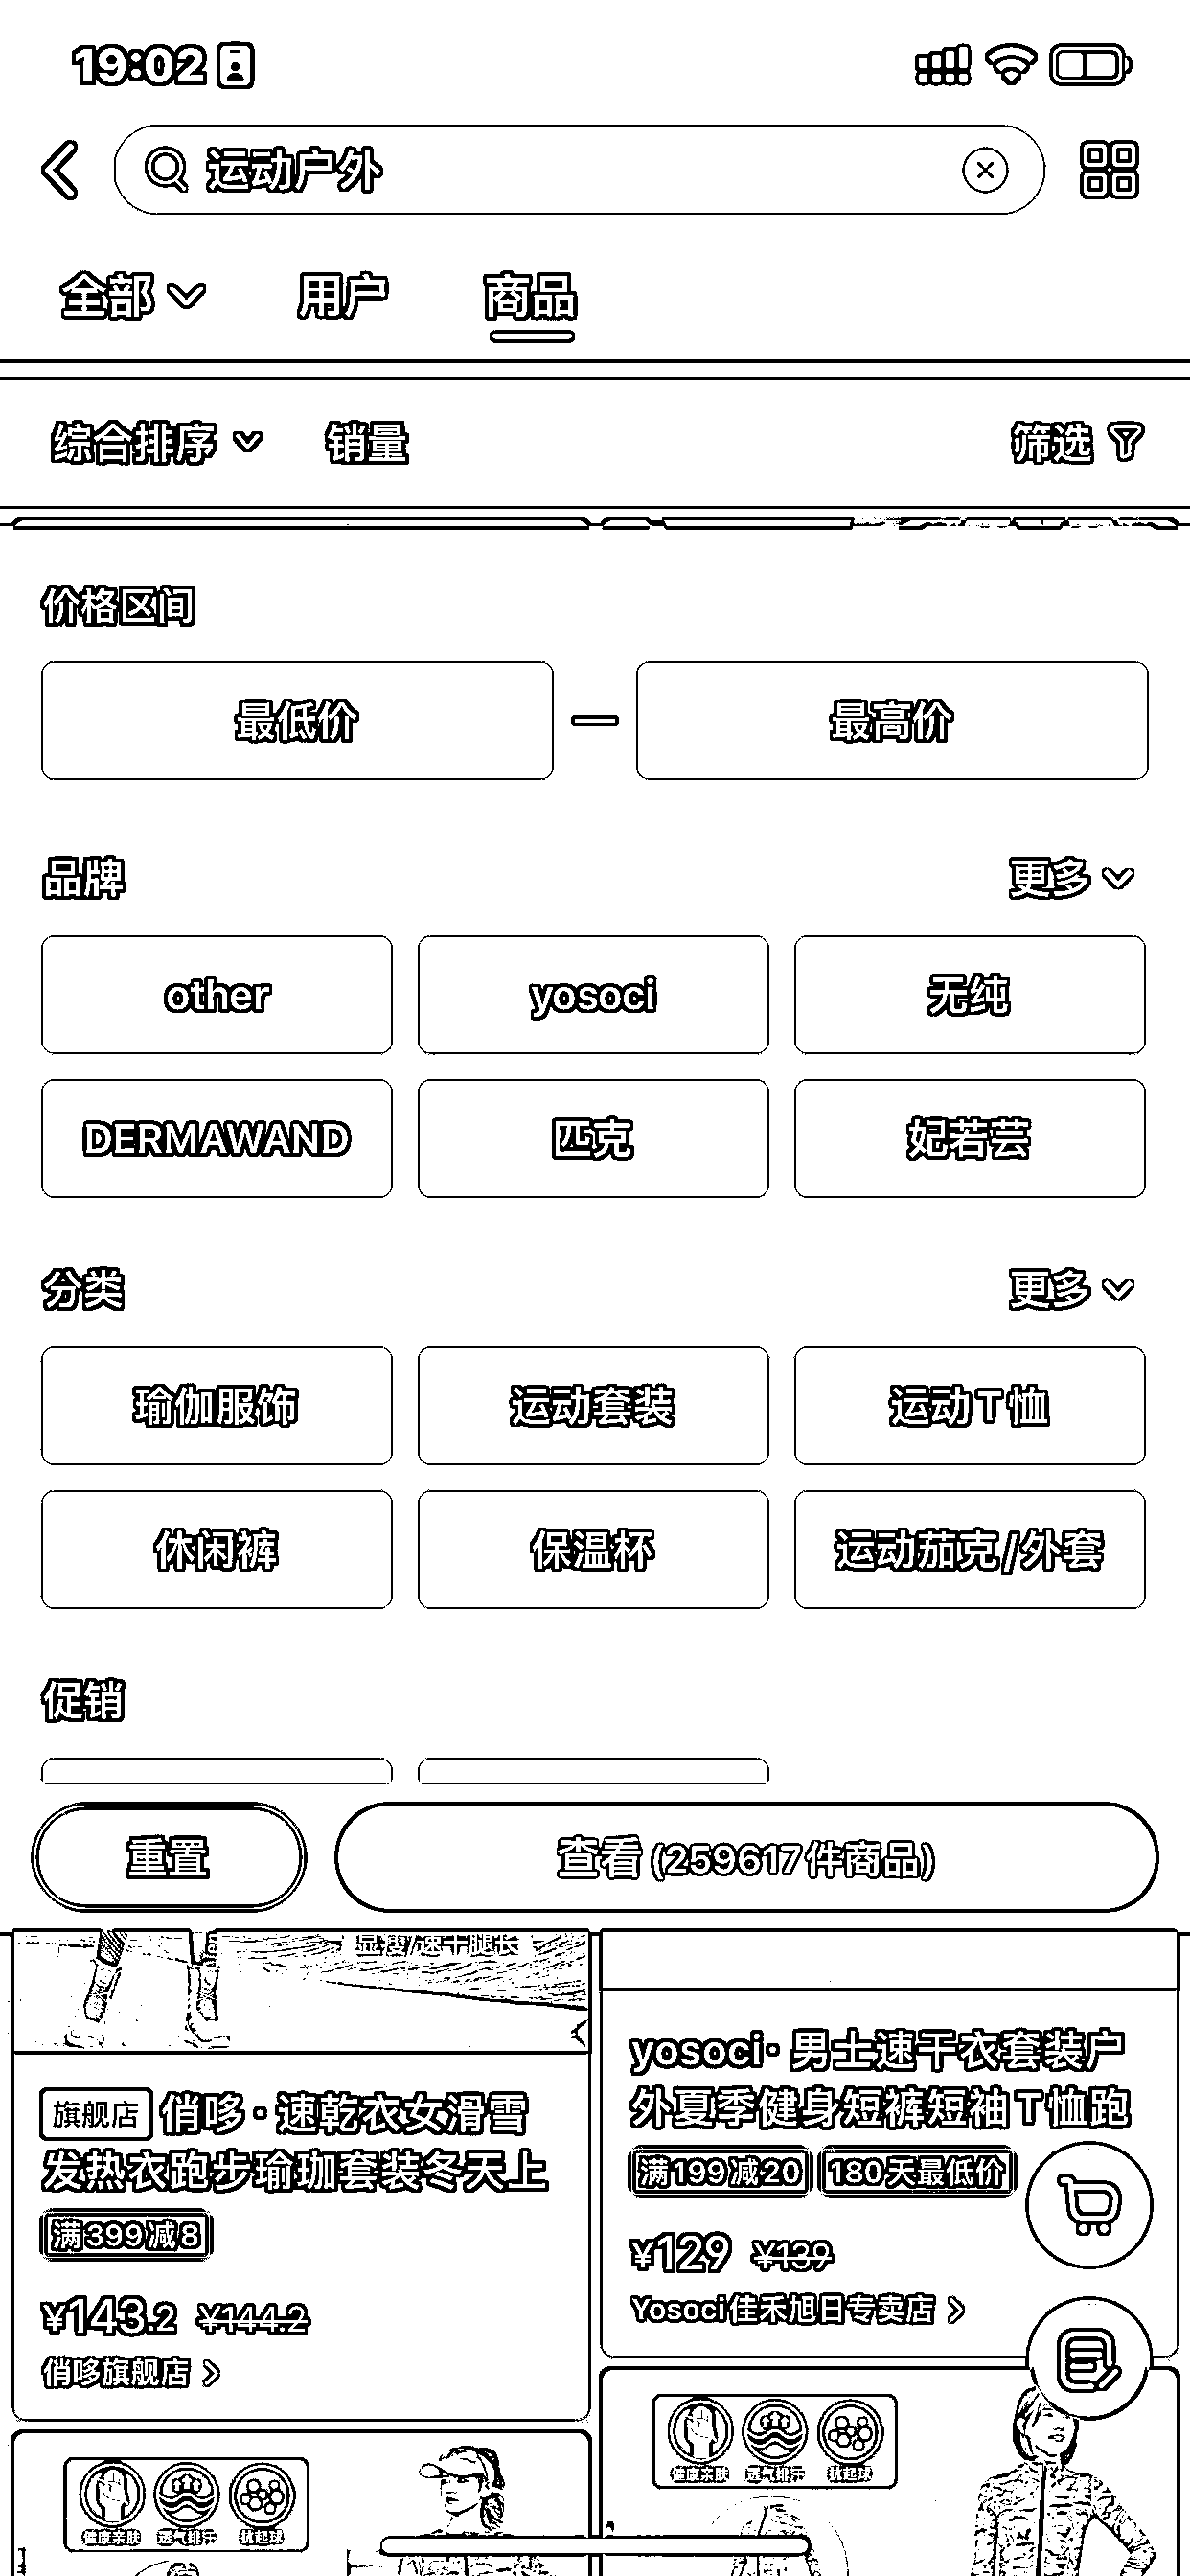 19:02
运动户外
全部 用户 商品
综合排序 销量 筛选
价格区间
最低价 — 最高价
品牌 更多
other yosoci 无纯
DERMAWAND 匹克 妃若芸
分类 更多
瑜伽服饰 运动套装 运动T恤
休闲裤 保温杯 运动茄克/外套
促销
重置 查看 (259617件商品)
显瘦/速干腿长
旗舰店 俏哆·速乾衣女滑雪
发热衣跑步瑜珈套装冬天上
满399减8
¥143.2 ¥144.2
俏哆旗舰店
yosoci· 男士速干衣套装户
外夏季健身短裤短袖T恤跑
满199减20 180天最低价
¥129 ¥139
Yosoci佳禾旭日专卖店
健康亲肤 透气排汗 抗起球
健康亲肤 透气排汗 抗起球